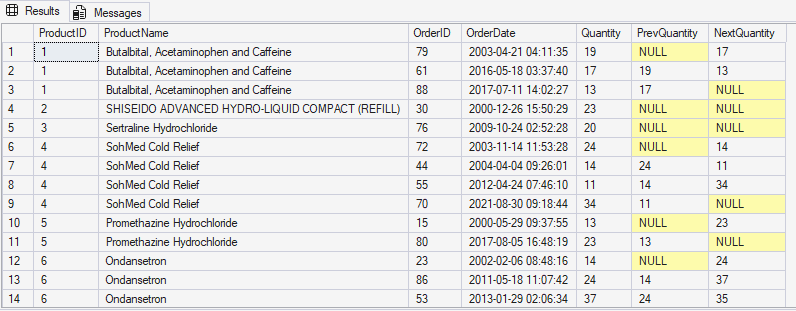 Results Messages
ProductID ProductName OrderID OrderDate Quantity PrevQuantity NextQuantity
1 1 Butalbital, Acetaminophen and Caffeine 79 2003-04-21 04:11:35 19 NULL 17
2 1 Butalbital, Acetaminophen and Caffeine 61 2016-05-18 03:37:40 17 19 13
3 1 Butalbital, Acetaminophen and Caffeine 88 2017-07-11 14:02:27 13 17 NULL
4 2 SHISEIDO ADVANCED HYDRO-LIQUID COMPACT (REFILL) 30 2000-12-26 15:50:29 23 NULL NULL
5 3 Sertraline Hydrochloride 76 2009-10-24 02:52:28 20 NULL NULL
6 4 SohMed Cold Relief 72 2003-11-14 11:53:28 24 NULL 14
7 4 SohMed Cold Relief 44 2004-04-04 09:26:01 14 24 11
8 4 SohMed Cold Relief 55 2012-04-24 07:46:10 11 14 34
9 4 SohMed Cold Relief 70 2021-08-30 09:18:44 34 11 NULL
10 5 Promethazine Hydrochloride 15 2000-05-29 09:37:55 13 NULL 23
11 5 Promethazine Hydrochloride 80 2017-08-05 16:48:19 23 13 NULL
12 6 Ondansetron 23 2002-02-06 08:48:16 14 NULL 24
13 6 Ondansetron 86 2011-05-18 11:07:42 24 14 37
14 6 Ondansetron 53 2013-01-29 02:06:34 37 24 35